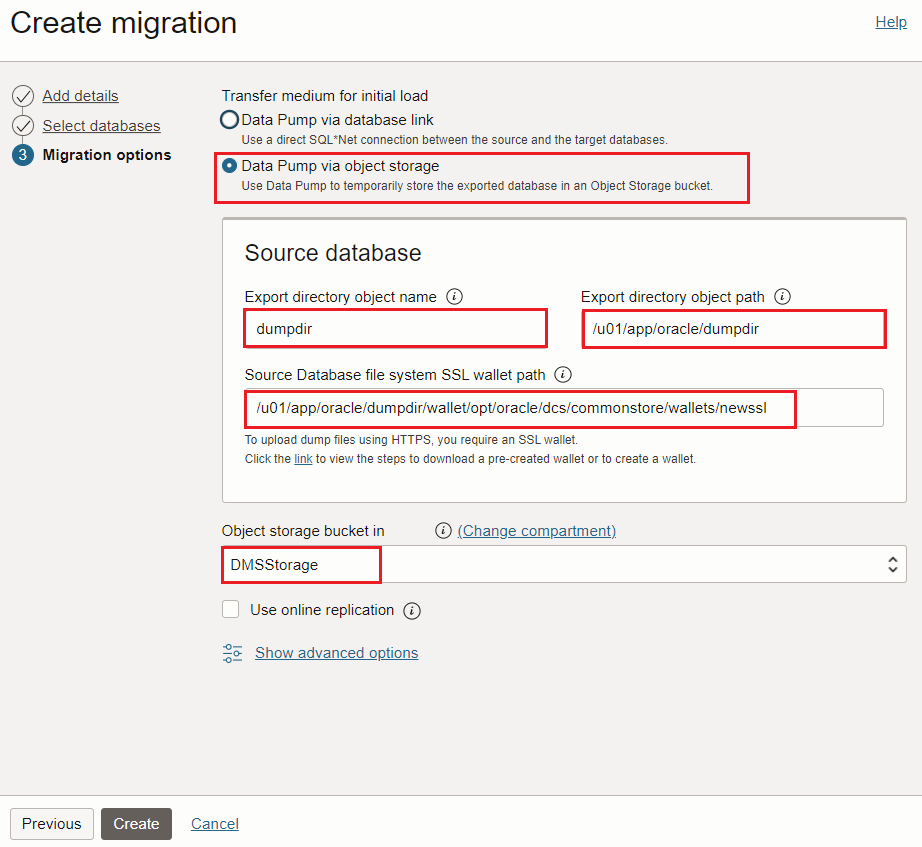 Create migration
Help
Add details
Select databases
3 Migration options
Transfer medium for initial load
Data Pump via database link
Use a direct SQL*Net connection between the source and the target databases.
Data Pump via object storage
Use Data Pump to temporarily store the exported database in an Object Storage bucket.
Source database
Export directory object name i
Export directory object path i
dumpdir
/u01/app/oracle/dumpdir
Source Database file system SSL wallet path i
/u01/app/oracle/dumpdir/wallet/opt/oracle/dcs/commonstore/wallets/newssl
To upload dump files using HTTPS, you require an SSL wallet.
Click the link to view the steps to download a pre-created wallet or to create a wallet.
Object storage bucket in i (Change compartment)
DMSStorage
Use online replication i
Show advanced options
Previous
Create
Cancel